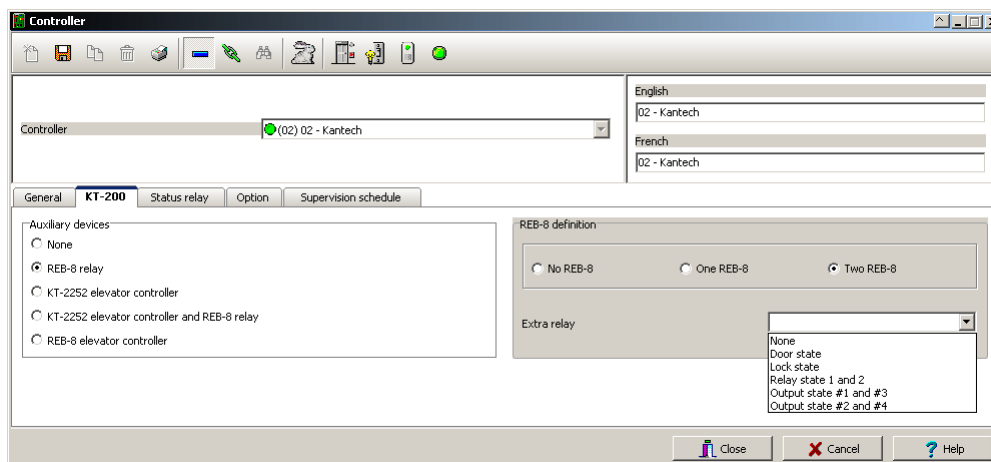 Controller
English
02 - Kantech
Controller
(02) 02 - Kantech
French
02 - Kantech
General KT-200 Status relay Option Supervision schedule
Auxiliary devices
None
REB-8 relay
KT-2252 elevator controller
KT-2252 elevator controller and REB-8 relay
REB-8 elevator controller
REB-8 definition
No REB-8 One REB-8 Two REB-8
Extra relay
None
Door state
Lock state
Relay state 1 and 2
Output state #1 and #3
Output state #2 and #4
Close Cancel Help